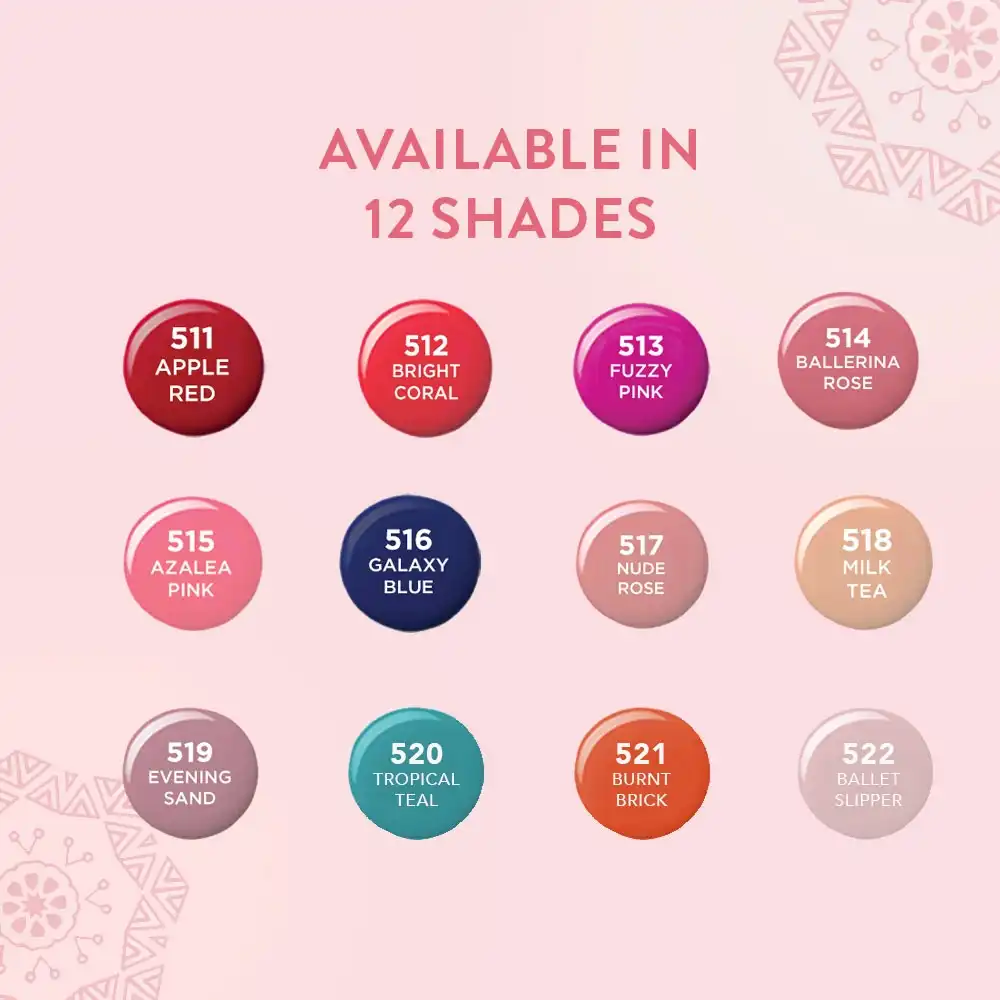 AVAILABLE IN
12 SHADES
511
APPLE
RED
512
BRIGHT
CORAL
513
FUZZY
PINK
514
BALLERINA
ROSE
515
AZALEA
PINK
516
GALAXY
BLUE
517
NUDE
ROSE
518
MILK
TEA
519
EVENING
SAND
520
TROPICAL
TEAL
521
BURNT
BRICK
522
BALLET
SLIPPER